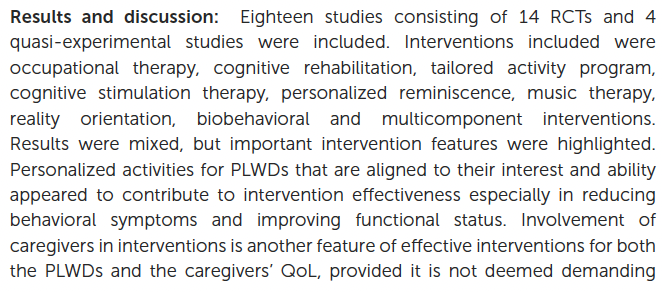 Results and discussion: Eighteen studies consisting of 14 RCTs and 4
quasi-experimental studies were included. Interventions included were
occupational therapy, cognitive rehabilitation, tailored activity program,
cognitive stimulation therapy, personalized reminiscence, music therapy,
reality orientation, biobehavioral and multicomponent interventions.
Results were mixed, but important intervention features were highlighted.
Personalized activities for PLWDs that are aligned to their interest and ability
appeared to contribute to intervention effectiveness especially in reducing
behavioral symptoms and improving functional status. Involvement of
caregivers in interventions is another feature of effective interventions for both
the PLWDs and the caregivers’ QoL, provided it is not deemed demanding